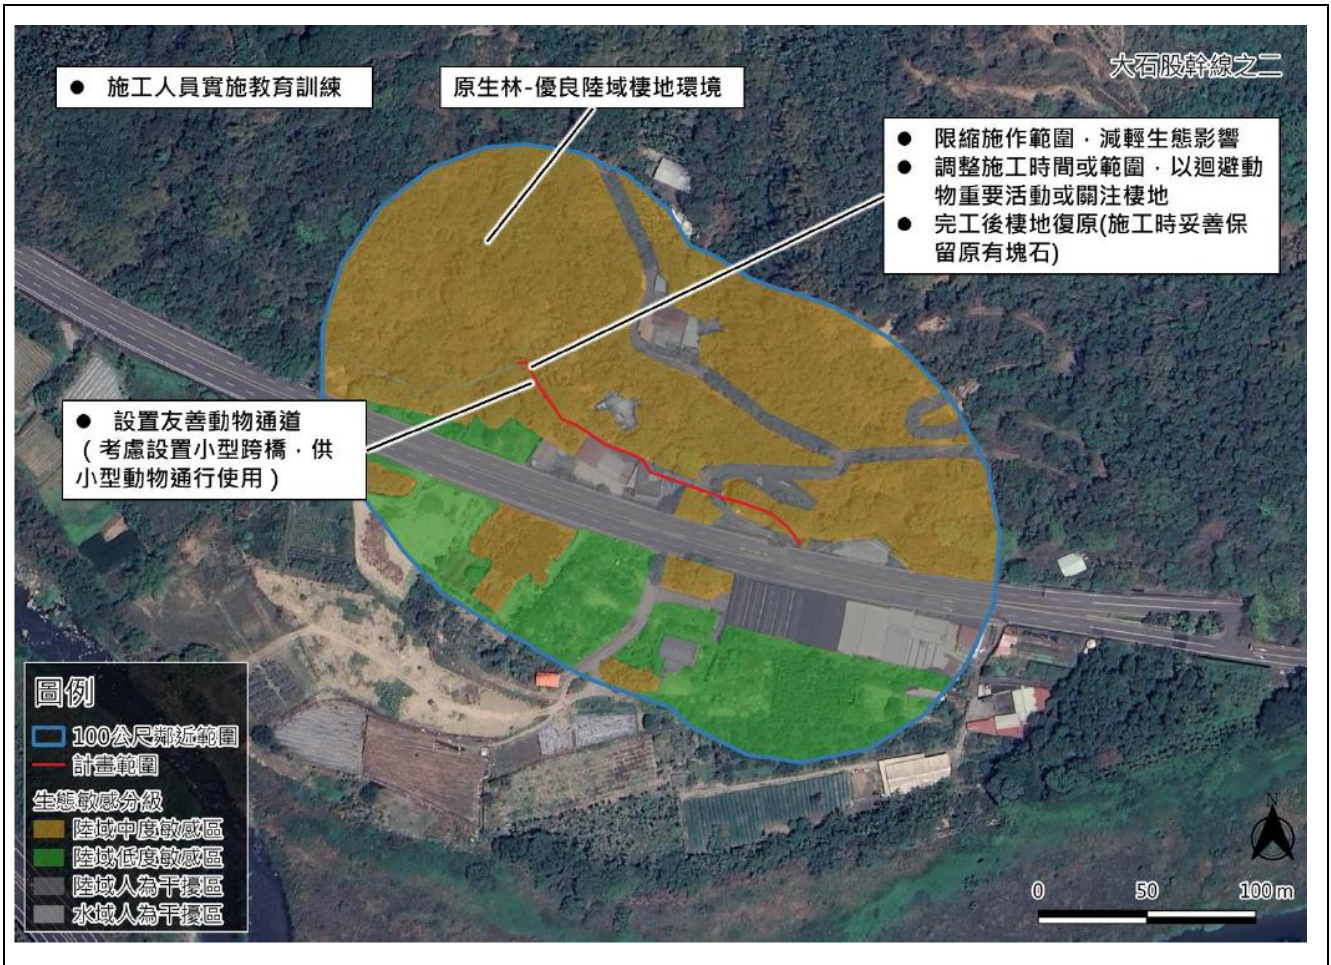 大石股幹線之二
● 施工人員實施教育訓練
原生林-優良陸域棲地環境
● 限縮施作範圍，減輕生態影響
● 調整施工時間或範圍，以迴避動
物重要活動或關注棲地
● 完工後棲地復原(施工時妥善保
留原有塊石)
● 設置友善動物通道
（考慮設置小型跨橋，供
小型動物通行使用）
圖例
100公尺鄰近範圍
計畫範圍
生態敏感分級
陸域中度敏感區
陸域低度敏感區
陸域人為干擾區
水域人為干擾區
N
0 50 100 m